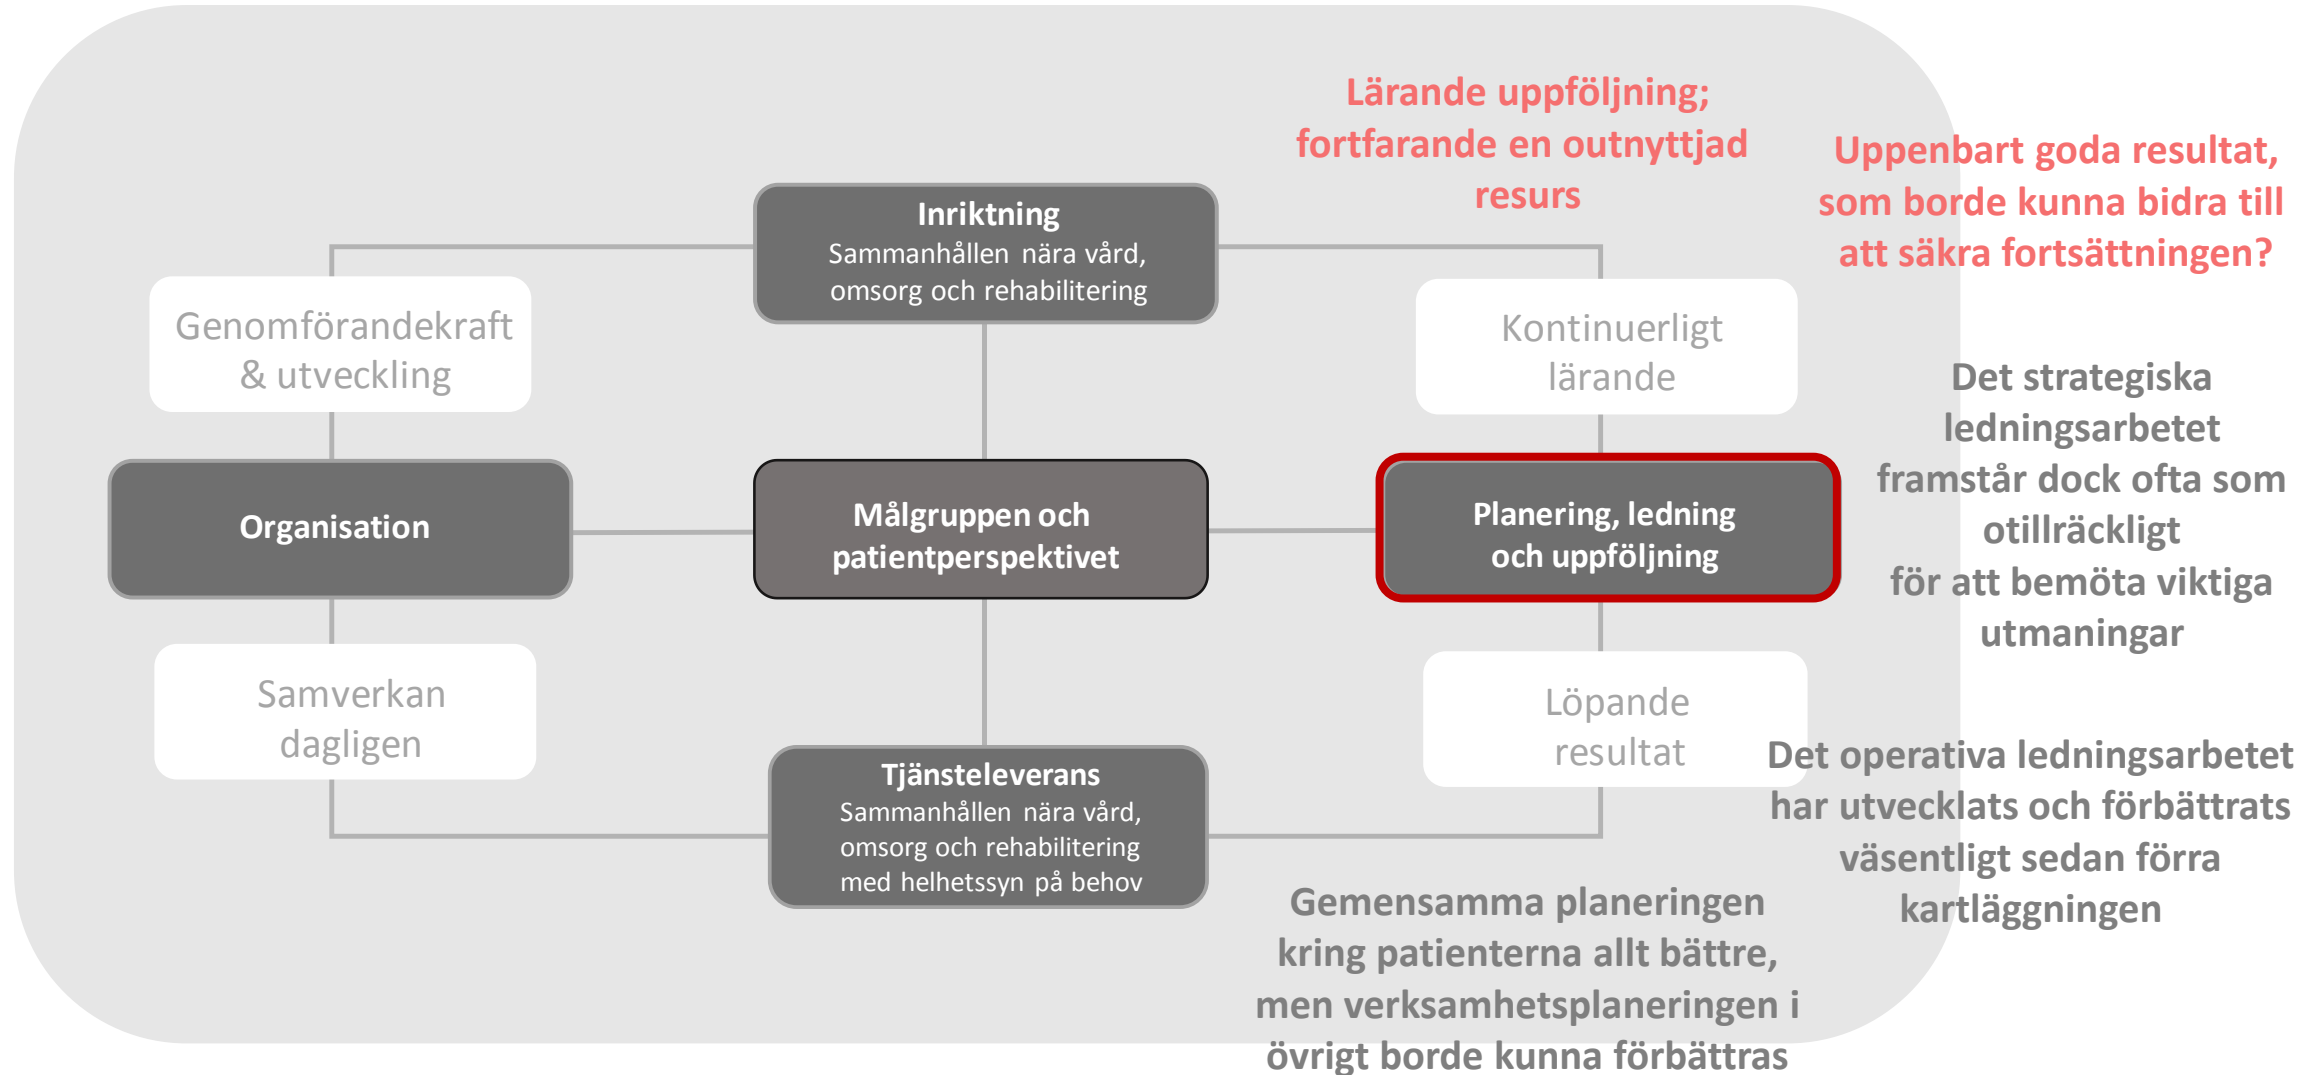 Lärande uppföljning;
fortfarande en outnyttjad
resurs
Uppenbart goda resultat,
som borde kunna bidra till
att säkra fortsättningen?
Inriktning
Sammanhållen nära vård,
omsorg och rehabilitering
Genomförandekraft
& utveckling
Kontinuerligt
lärande
Det strategiska
ledningsarbetet
framstår dock ofta som
otillräckligt
för att bemöta viktiga
utmaningar
Organisation
Målgruppen och
patientperspektivet
Planering, ledning
och uppföljning
Samverkan
dagligen
Löpande
resultat
Det operativa ledningsarbetet
har utvecklats och förbättrats
väsentligt sedan förra
kartläggningen
Tjänsteleverans
Sammanhållen nära vård,
omsorg och rehabilitering
med helhetssyn på behov
Gemensamma planeringen
kring patienterna allt bättre,
men verksamhetsplaneringen i
övrigt borde kunna förbättras